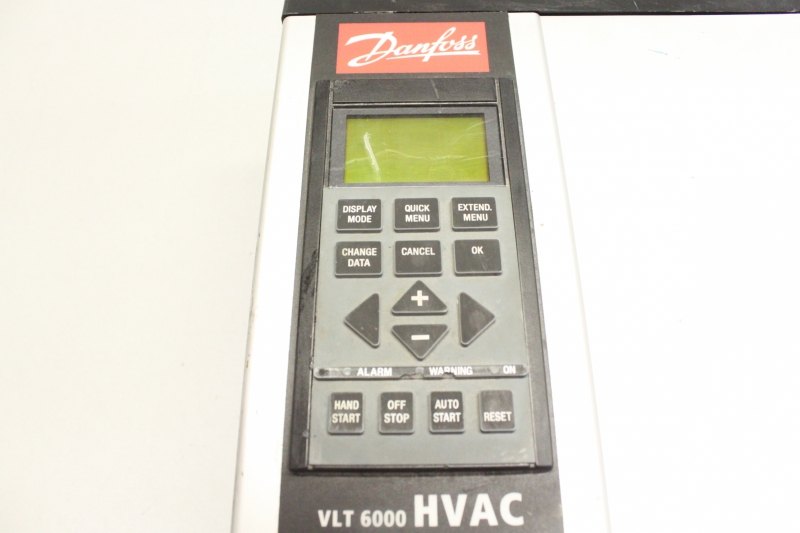 Danfoss
DISPLAY MODE
QUICK MENU
EXTEND. MENU
CHANGE DATA
CANCEL
OK
+
-
ALARM WARNING ON
HAND START
OFF STOP
AUTO START
RESET
VLT 6000 HVAC